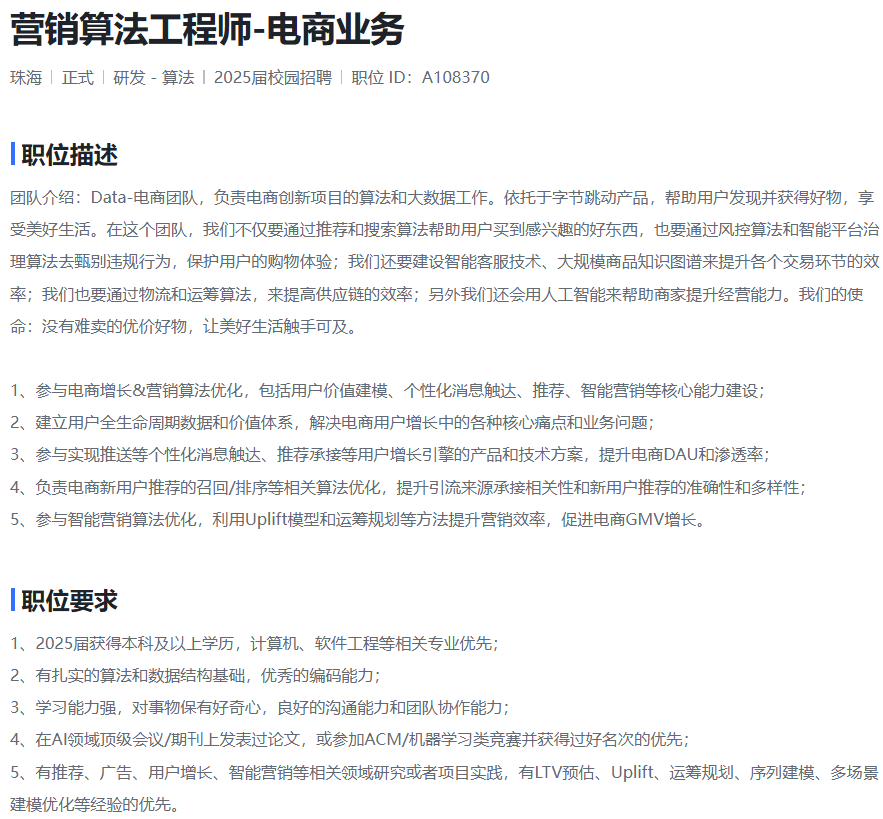 营销算法工程师-电商业务
珠海 | 正式 | 研发 - 算法 | 2025届校园招聘 | 职位 ID：A108370
职位描述
团队介绍：Data-电商团队，负责电商创新项目的算法和大数据工作。依托于字节跳动产品，帮助用户发现并获得好物，享
受美好生活。在这个团队，我们不仅要通过推荐和搜索算法帮助用户买到感兴趣的好东西，也要通过风控算法和智能平台治
理算法去甄别违规行为，保护用户的购物体验；我们还要建设智能客服技术、大规模商品知识图谱来提升各个交易环节的效
率；我们也要通过物流和运筹算法，来提高供应链的效率；另外我们还会用人工智能来帮助商家提升经营能力。我们的使
命：没有难卖的优价好物，让美好生活触手可及。
1、参与电商增长&营销算法优化，包括用户价值建模、个性化消息触达、推荐、智能营销等核心能力建设；
2、建立用户全生命周期数据和价值体系，解决电商用户增长中的各种核心痛点和业务问题；
3、参与实现推送等个性化消息触达、推荐承接等用户增长引擎的产品和技术方案，提升电商DAU和渗透率；
4、负责电商新用户推荐的召回/排序等相关算法优化，提升引流来源承接相关性和新用户推荐的准确性和多样性；
5、参与智能营销算法优化，利用Uplift模型和运筹规划等方法提升营销效率，促进电商GMV增长。
职位要求
1、2025届获得本科及以上学历，计算机、软件工程等相关专业优先；
2、有扎实的算法和数据结构基础，优秀的编码能力；
3、学习能力强，对事物保有好奇心，良好的沟通能力和团队协作能力；
4、在AI领域顶级会议/期刊上发表过论文，或参加ACM/机器学习类竞赛并获得过好名次的优先；
5、有推荐、广告、用户增长、智能营销等相关领域研究或者项目实践，有LTV预估、Uplift、运筹规划、序列建模、多场景
建模优化等经验的优先。